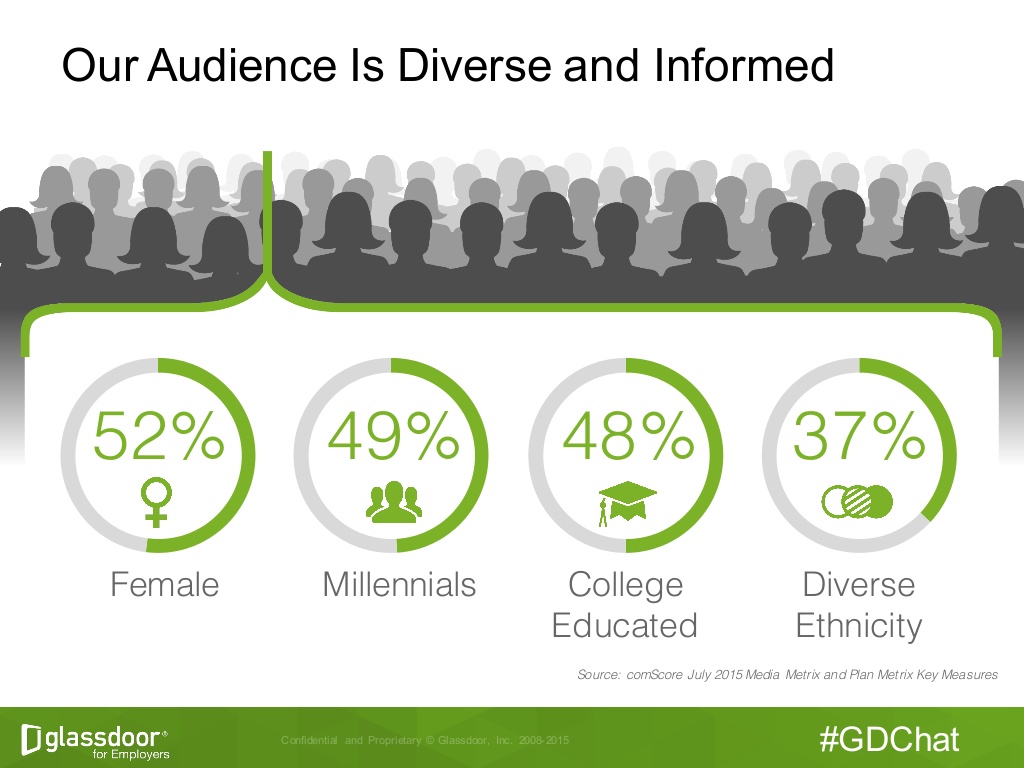 Our Audience Is Diverse and Informed
52%
49%
48%
37%
Female
Millennials
College
Educated
Diverse
Ethnicity
Source: comScore July 2015 Media Metrix and Plan Metrix Key Measures
glassdoor®
for Employers
Confidential and Proprietary © Glassdoor, Inc. 2008-2015
#GDChat